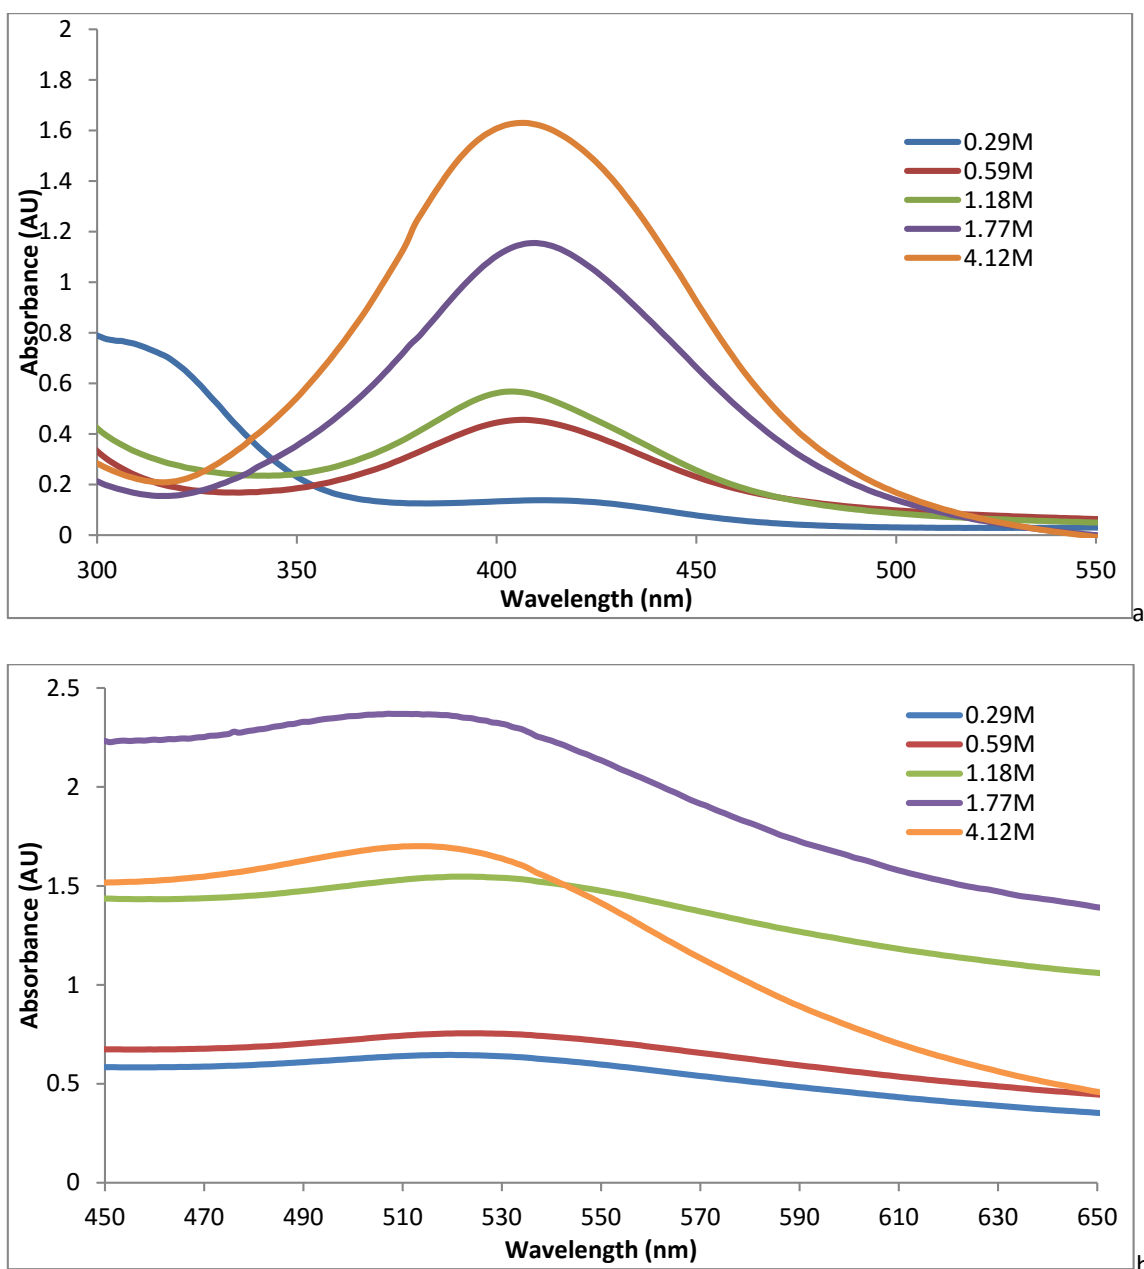 2
1.8
1.6
1.4
1.2
1
0.8
0.6
0.4
0.2
0
Absorbance (AU)
300 350 400 450 500 550
Wavelength (nm)
0.29M
0.59M
1.18M
1.77M
4.12M
a
2.5
2
1.5
1
0.5
0
Absorbance (AU)
450 470 490 510 530 550 570 590 610 630 650
Wavelength (nm)
0.29M
0.59M
1.18M
1.77M
4.12M